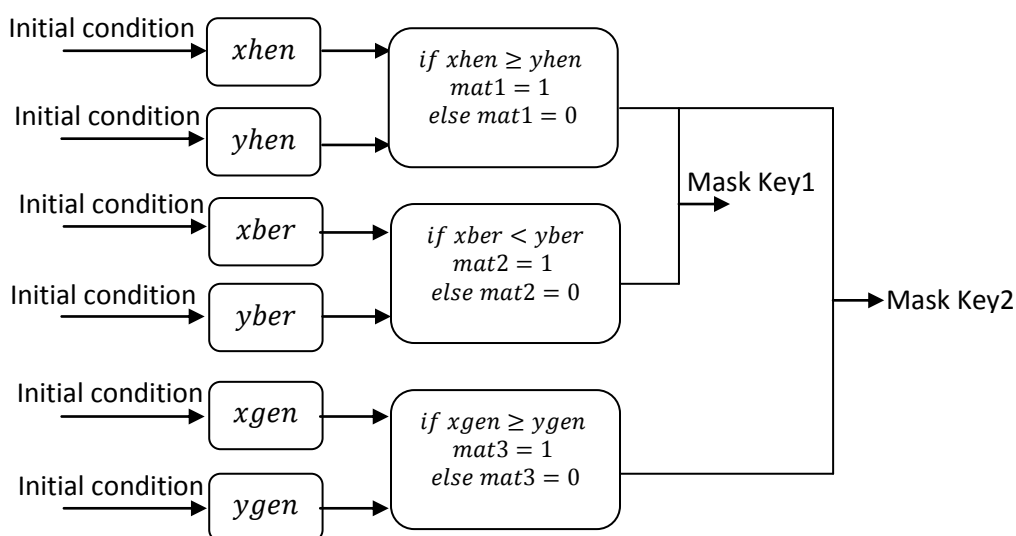 Initial condition
xhen
if xhen ≥ yhen
mat1 = 1
else mat1 = 0
Initial condition
yhen
Mask Key1
Initial condition
xber
if xber < yber
mat2 = 1
else mat2 = 0
Initial condition
yber
Mask Key2
Initial condition
xgen
if xgen ≥ ygen
mat3 = 1
else mat3 = 0
Initial condition
ygen